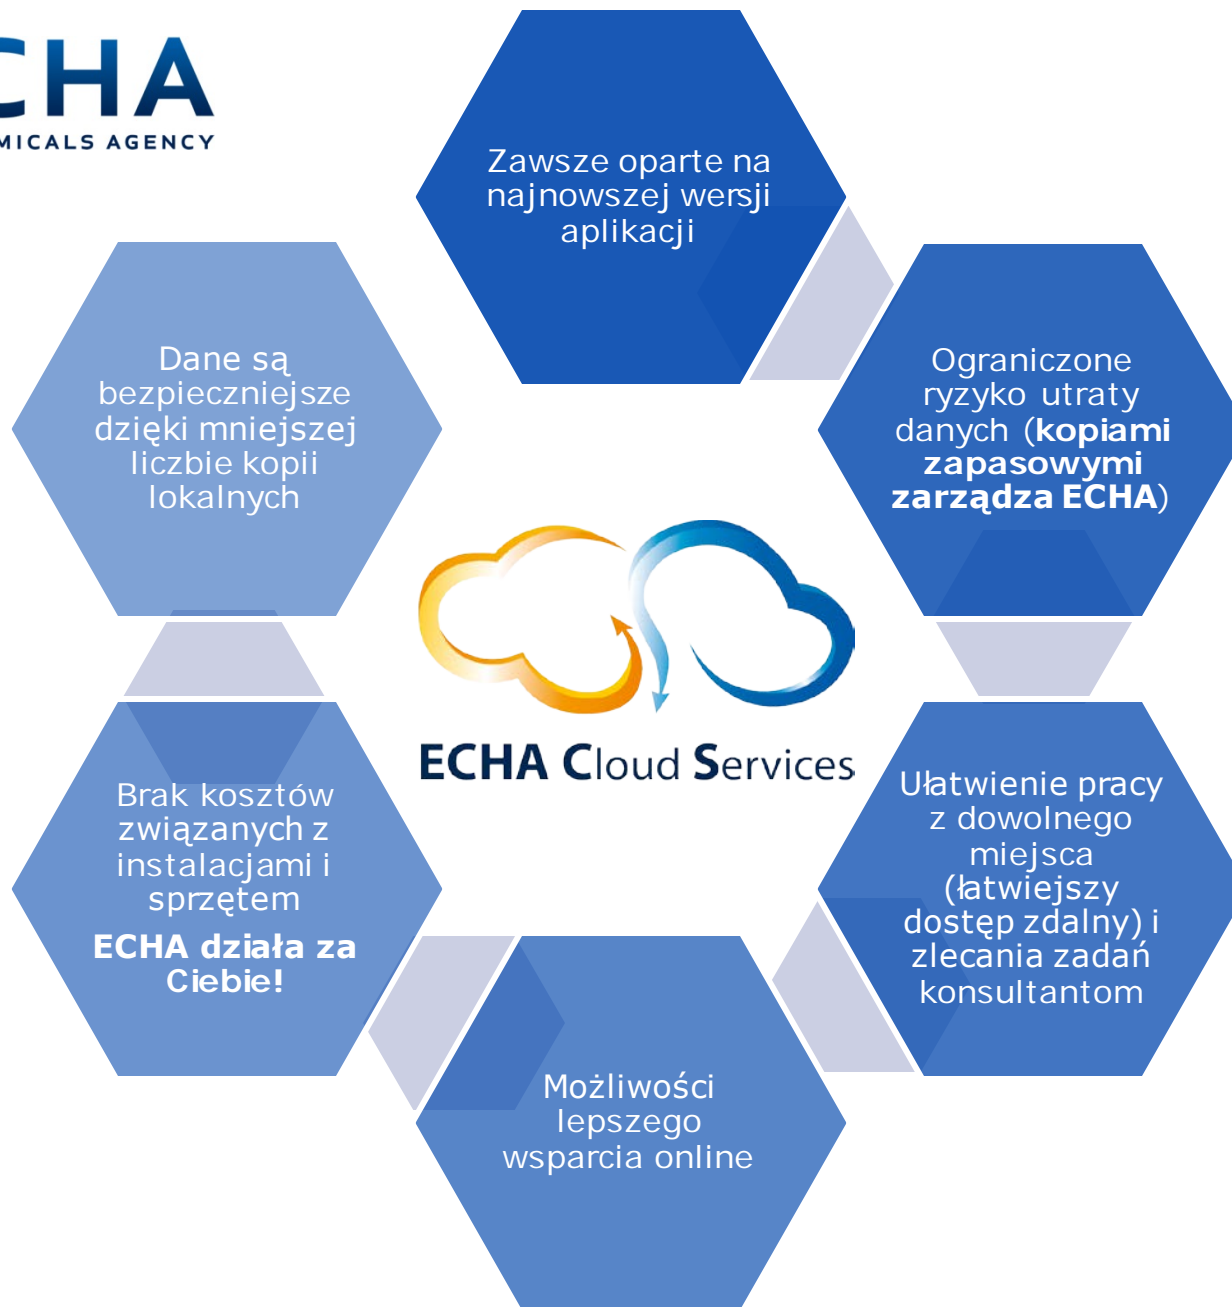 CHA
MICALS AGENCY
Zawsze oparte na
najnowszej wersji
aplikacji
Ograniczone
ryzyko utraty
danych (kopiami
zapasowymi
zarządza ECHA)
Ułatwienie pracy
z dowolnego
miejsca
(łatwiejszy
dostęp zdalny) i
zlecania zadań
konsultantom
Możliwości
lepszego
wsparcia online
Brak kosztów
związanych z
instalacjami i
sprzętem
ECHA działa za
Ciebie!
Dane są
bezpieczniejsze
dzięki mniejszej
liczbie kopii
lokalnych
ECHA Cloud Services